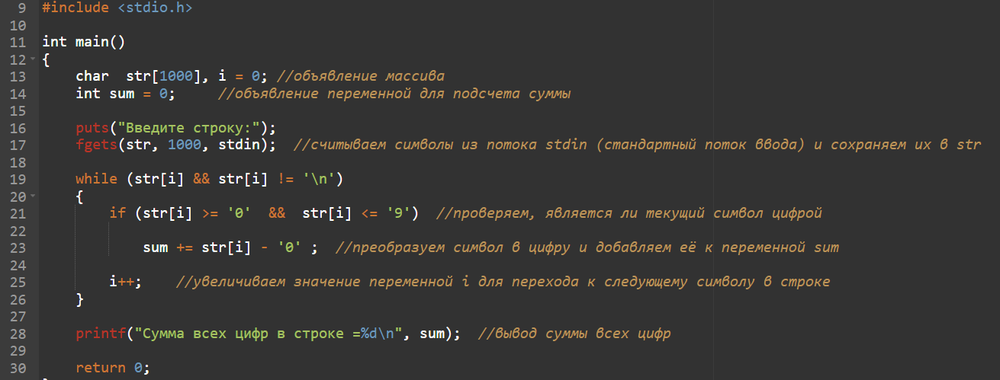 9 #include <stdio.h>
10
11 int main()
12 {
13 char  str[1000], i = 0; //объявление массива
14 int sum = 0;     //объявление переменной для подсчета суммы
15
16 puts("Введите строку:");
17 fgets(str, 1000, stdin);  //считываем символы из потока stdin (стандартный поток ввода) и сохраняем их в str
18
19 while (str[i] && str[i] != '\n')
20 {
21 if (str[i] >= '0'  &&  str[i] <= '9')  //проверяем, является ли текущий символ цифрой
22
23 sum += str[i] - '0' ;  //преобразуем символ в цифру и добавляем её к переменной sum
24
25 i++;    //увеличиваем значение переменной i для перехода к следующему символу в строке
26 }
27
28 printf("Сумма всех цифр в строке =%d\n", sum);  //вывод суммы всех цифр
29
30 return 0;